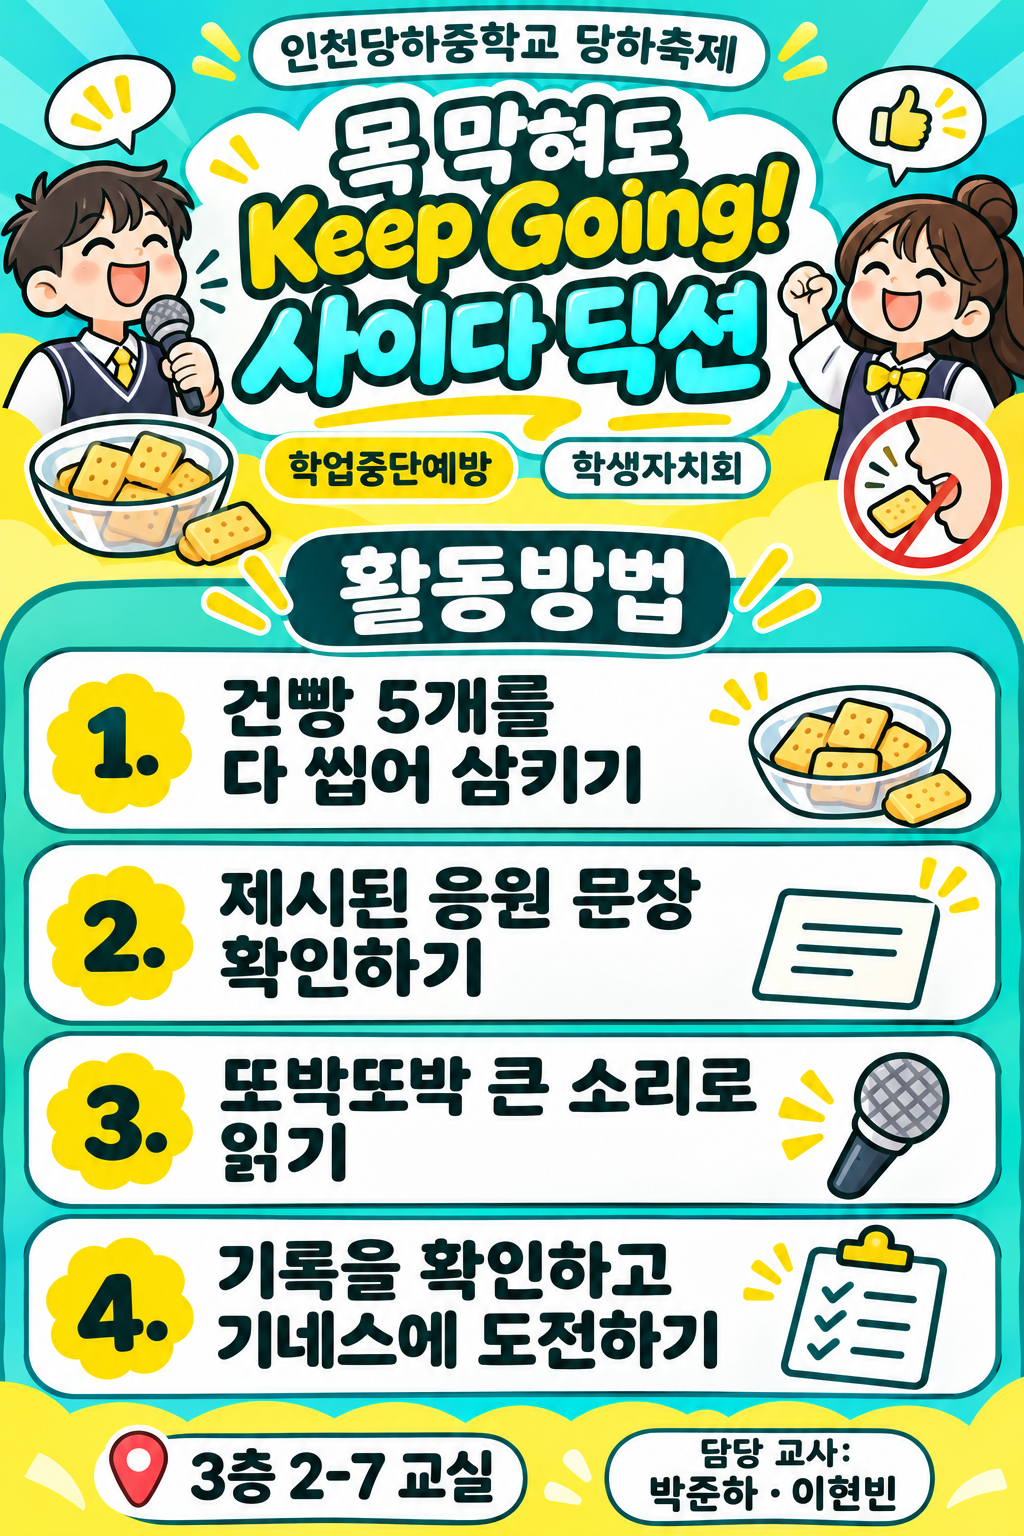 인천당하중학교 당하축제
목 막혀도
Keep Going!
사이다 딕션
학업중단예방
학생자치회
활동방법
1. 건빵 5개를
다 씹어 삼키기
2. 제시된 응원 문장
확인하기
3. 또박또박 큰 소리로
읽기
4. 기록을 확인하고
기네스에 도전하기
3층 2-7 교실
담당 교사:
박준하 · 이현빈